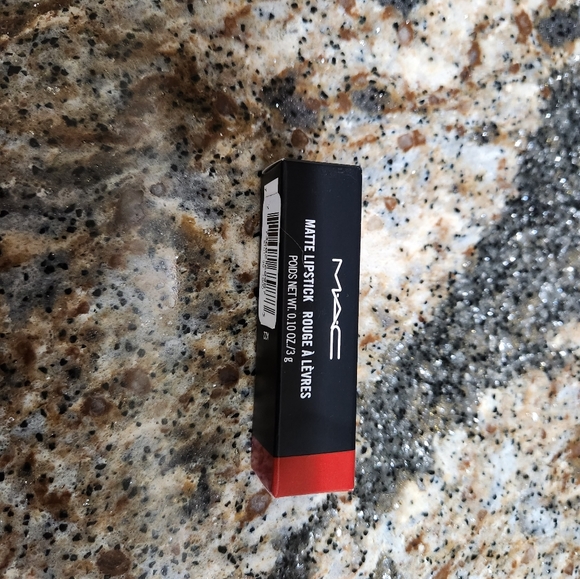 MAC
MATTE LIPSTICK ROUGE À LÈVRES
POIDS NET WT. 0.10 OZ./3 g